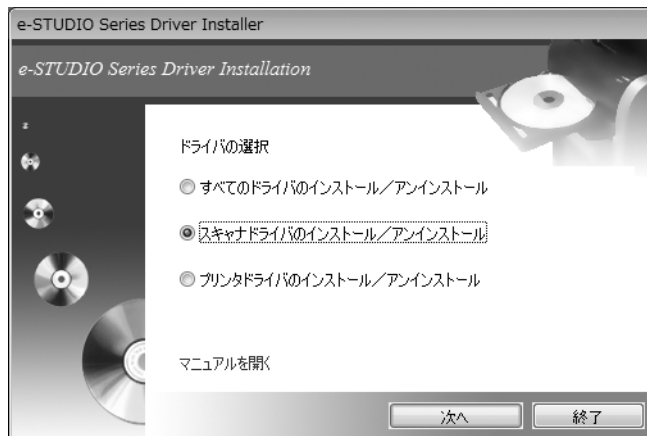 e-STUDIO Series Driver Installer
e-STUDIO Series Driver Installation
ドライバの選択
すべてのドライバのインストール／アンインストール
スキャナドライバのインストール／アンインストール
プリンタドライバのインストール／アンインストール
マニュアルを開く
次へ
終了